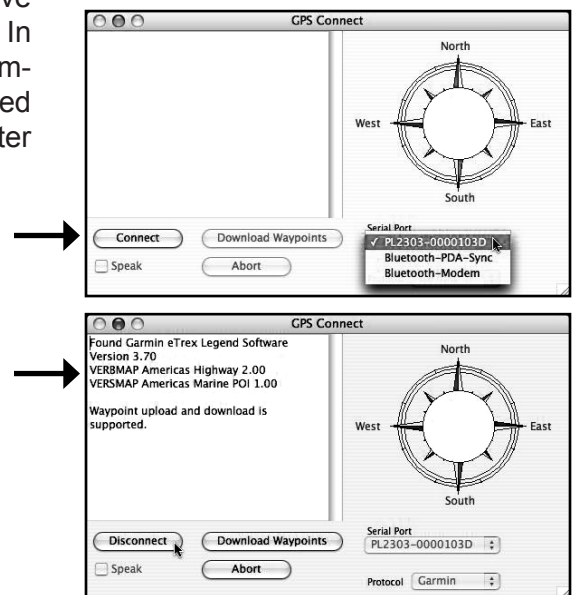 ve
In
m-
ed
ter
GPS Connect
North
West
East
South
Connect
Download Waypoints
Serial Port
✓ PL2303-0000103D
Bluetooth-PDA-Sync
Bluetooth-Modem
Speak
Abort
GPS Connect
Found Garmin eTrex Legend Software
Version 3.70
VERBMAP Americas Highway 2.00
VERSMAP Americas Marine POI 1.00
Waypoint upload and download is
supported.
North
West
East
South
Disconnect
Download Waypoints
Serial Port
PL2303-0000103D
Speak
Abort
Protocol Garmin